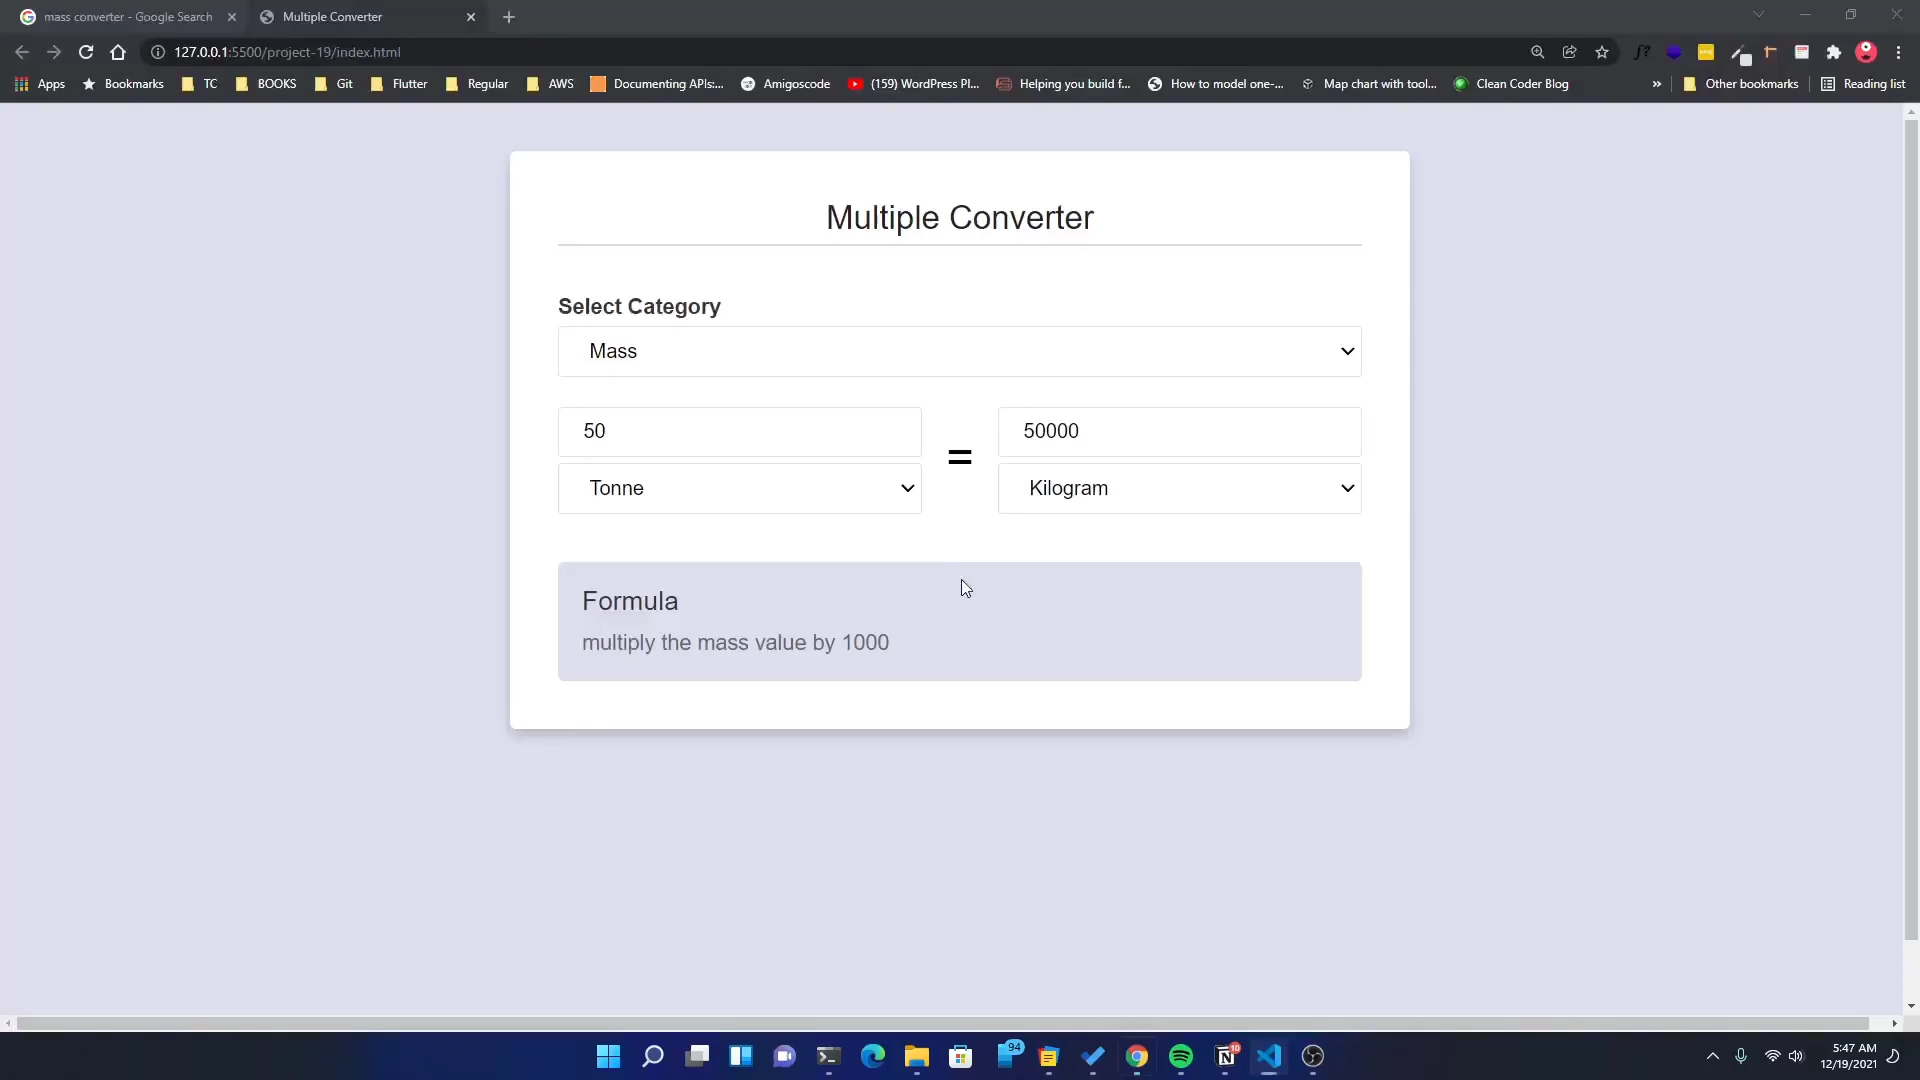 mass converter - Google Search
Multiple Converter
127.0.0.1:5500/project-19/index.html
Apps Bookmarks TC BOOKS Git Flutter Regular AWS Documenting APIs:... Amigoscode (159) WordPress Pl... Helping you build f... How to model one-... Map chart with tool... Clean Coder Blog » Other bookmarks Reading list
Multiple Converter
Select Category
Mass
50 = 50000
Tonne Kilogram
Formula
multiply the mass value by 1000
94
10
5:47 AM
12/19/2021